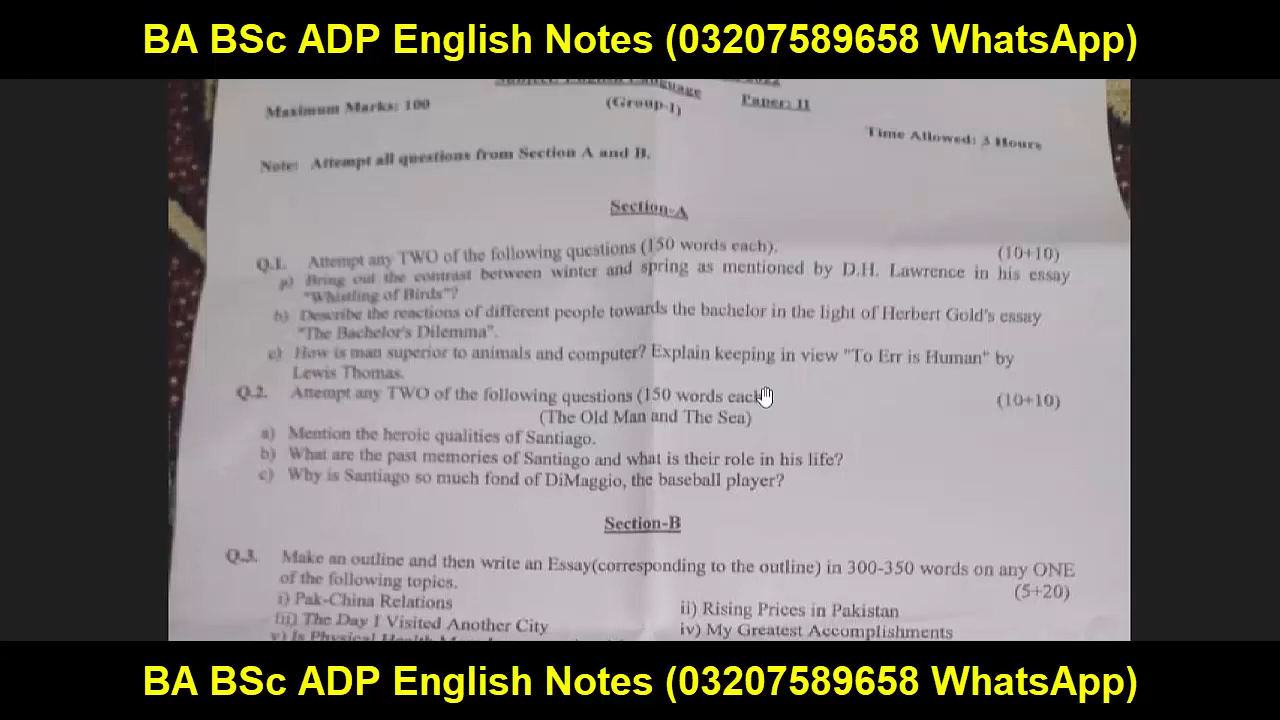 BA BSc ADP English Notes (03207589658 WhatsApp)
Subject: English Language
Maximum Marks: 100
(Group-I)
Paper: II
Time Allowed: 3 Hours
Note: Attempt all questions from Section A and B.
Section-A
Q.1. Attempt any TWO of the following questions (150 words each). (10+10)
a) Bring out the contrast between winter and spring as mentioned by D.H. Lawrence in his essay
"Whistling of Birds"?
b) Describe the reactions of different people towards the bachelor in the light of Herbert Gold's essay
"The Bachelor's Dilemma".
c) How is man superior to animals and computer? Explain keeping in view "To Err is Human" by
Lewis Thomas.
Q.2. Attempt any TWO of the following questions (150 words each (10+10)
(The Old Man and The Sea)
a) Mention the heroic qualities of Santiago.
b) What are the past memories of Santiago and what is their role in his life?
c) Why is Santiago so much fond of DiMaggio, the baseball player?
Section-B
Q.3. Make an outline and then write an Essay(corresponding to the outline) in 300-350 words on any ONE
of the following topics. (5+20)
i) Pak-China Relations
ii) Rising Prices in Pakistan
iii) The Day I Visited Another City
iv) My Greatest Accomplishments
v) Is Physical Health
BA BSc ADP English Notes (03207589658 WhatsApp)